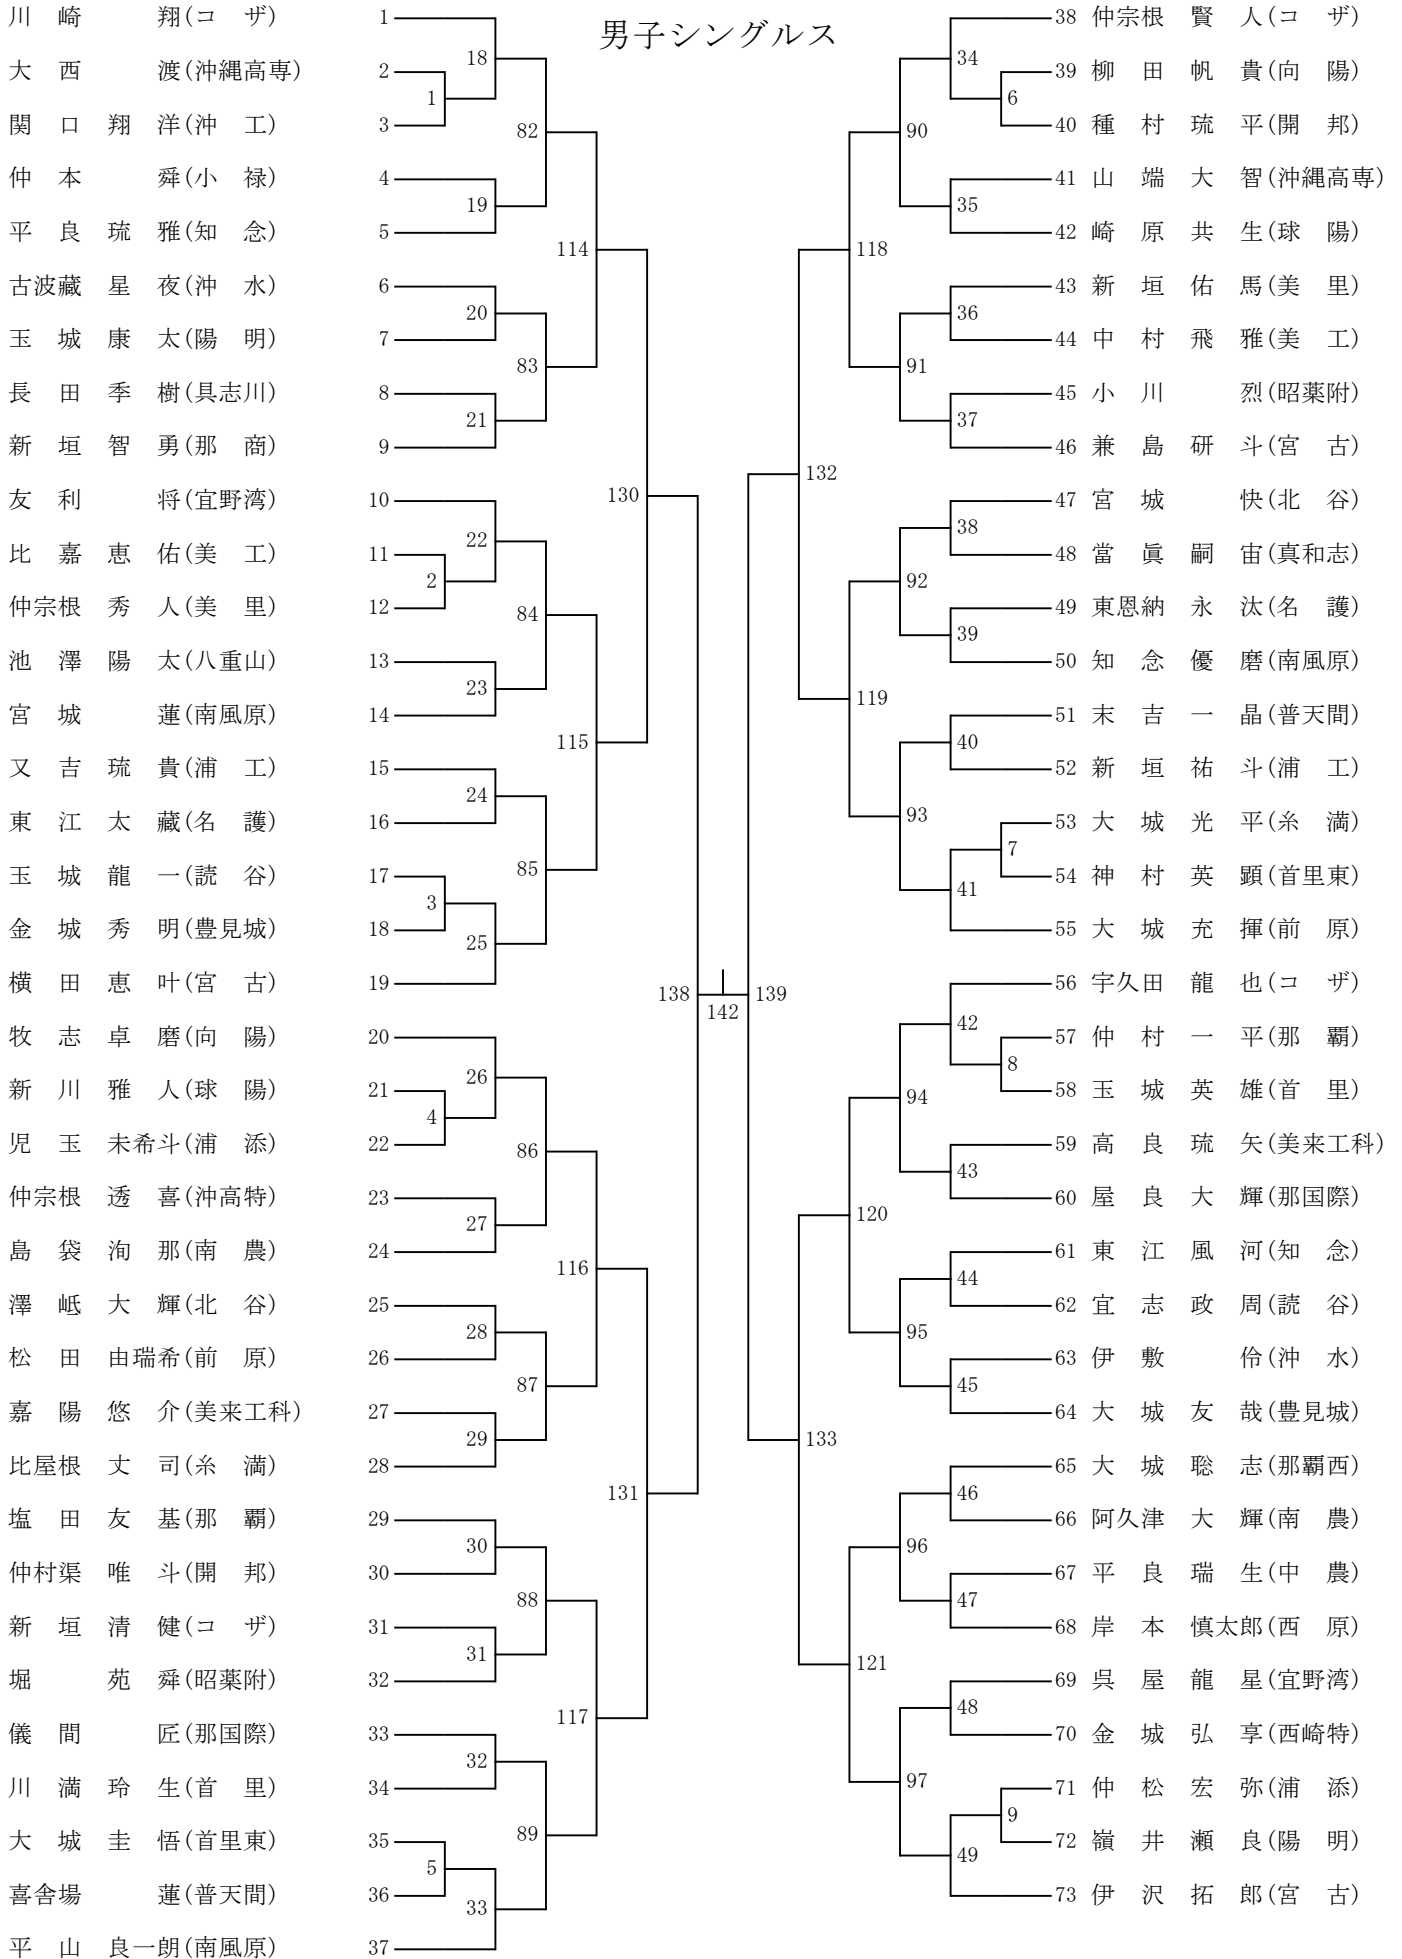 男子シングルス
川 崎 翔(コ ザ) 1
大 西 渡(沖縄高専) 2
関 口 翔 洋(沖 工) 3
仲 本 舜(小 禄) 4
平 良 琉 雅(知 念) 5
古波藏 星 夜(沖 水) 6
玉 城 康 太(陽 明) 7
長 田 季 樹(具志川) 8
新 垣 智 勇(那 商) 9
友 利 将(宜野湾) 10
比 嘉 恵 佑(美 工) 11
仲宗根 秀 人(美 里) 12
池 澤 陽 太(八重山) 13
宮 城 蓮(南風原) 14
又 吉 琉 貴(浦 工) 15
東 江 太 藏(名 護) 16
玉 城 龍 一(読 谷) 17
金 城 秀 明(豊見城) 18
横 田 恵 叶(宮 古) 19
牧 志 卓 磨(向 陽) 20
新 川 雅 人(球 陽) 21
児 玉 未希斗(浦 添) 22
仲宗根 透 喜(沖高特) 23
島 袋 洵 那(南 農) 24
澤 岻 大 輝(北 谷) 25
松 田 由瑞希(前 原) 26
嘉 陽 悠 介(美来工科) 27
比屋根 丈 司(糸 満) 28
塩 田 友 基(那 覇) 29
仲村渠 唯 斗(開 邦) 30
新 垣 清 健(コ ザ) 31
堀 苑 舜(昭薬附) 32
儀 間 匠(那国際) 33
川 満 玲 生(首 里) 34
大 城 圭 悟(首里東) 35
喜舎場 蓮(普天間) 36
平 山 良一朗(南風原) 37
1
2
3
4
5
18
19
20
21
22
23
24
25
26
27
28
29
30
31
32
33
82
83
84
85
86
87
88
89
114
115
116
117
130
131
138
142
139
132
133
118
119
120
121
90
91
92
93
94
95
96
97
34
35
36
37
38
39
40
41
42
43
44
45
46
47
48
49
6
7
8
9
38 仲宗根 賢 人(コ ザ)
39 柳 田 帆 貴(向 陽)
40 種 村 琉 平(開 邦)
41 山 端 大 智(沖縄高専)
42 崎 原 共 生(球 陽)
43 新 垣 佑 馬(美 里)
44 中 村 飛 雅(美 工)
45 小 川 烈(昭薬附)
46 兼 島 研 斗(宮 古)
47 宮 城 快(北 谷)
48 當 眞 嗣 宙(真和志)
49 東恩納 永 汰(名 護)
50 知 念 優 磨(南風原)
51 末 吉 一 晶(普天間)
52 新 垣 祐 斗(浦 工)
53 大 城 光 平(糸 満)
54 神 村 英 顕(首里東)
55 大 城 充 揮(前 原)
56 宇久田 龍 也(コ ザ)
57 仲 村 一 平(那 覇)
58 玉 城 英 雄(首 里)
59 高 良 琉 矢(美来工科)
60 屋 良 大 輝(那国際)
61 東 江 風 河(知 念)
62 宜 志 政 周(読 谷)
63 伊 敷 伶(沖 水)
64 大 城 友 哉(豊見城)
65 大 城 聡 志(那覇西)
66 阿久津 大 輝(南 農)
67 平 良 瑞 生(中 農)
68 岸 本 慎太郎(西 原)
69 呉 屋 龍 星(宜野湾)
70 金 城 弘 享(西崎特)
71 仲 松 宏 弥(浦 添)
72 嶺 井 瀬 良(陽 明)
73 伊 沢 拓 郎(宮 古)